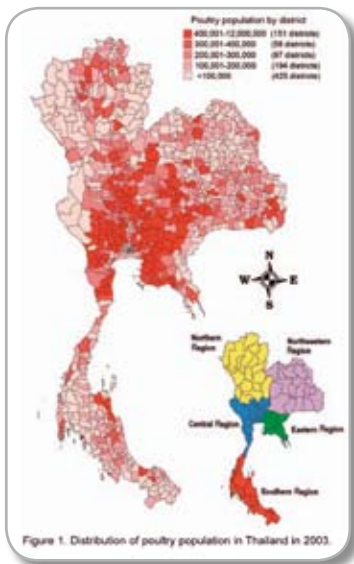 Poultry population by district
400,001-12,000,000 (151 districts)
300,001-400,000 (59 districts)
200,001-300,000 (97 districts)
100,001-200,000 (194 districts)
<100,000 (425 districts)
N
W E
S
Northern
Region
Northeastern
Region
Central Region
Eastern Region
Southern Region
Figure 1. Distribution of poultry population in Thailand in 2003.